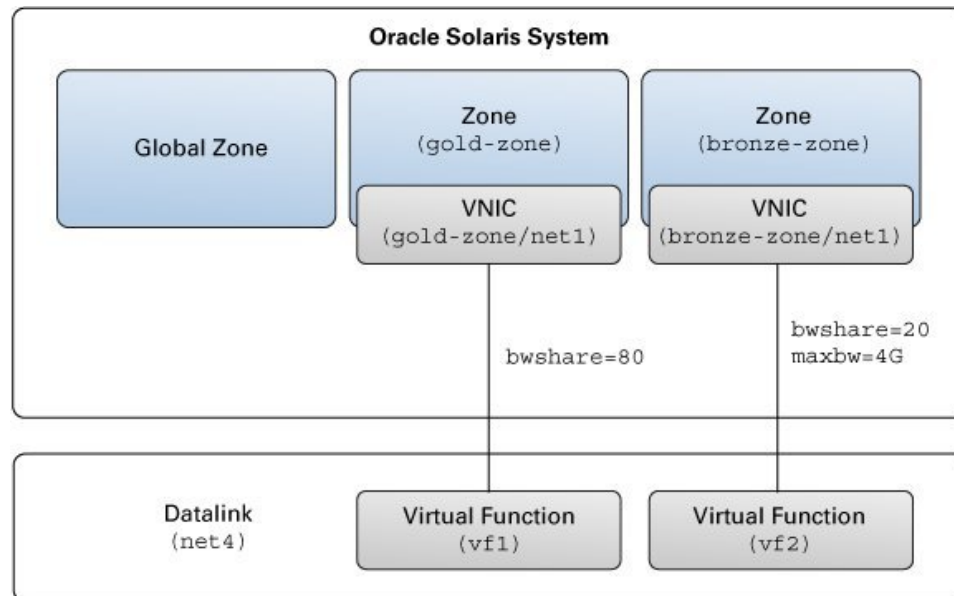 Oracle Solaris System
Global Zone
Zone
(gold-zone)
Zone
(bronze-zone)
VNIC
(gold-zone/net1)
VNIC
(bronze-zone/net1)
bwshare=80
bwshare=20
maxbw=4G
Datalink
(net4)
Virtual Function
(vf1)
Virtual Function
(vf2)